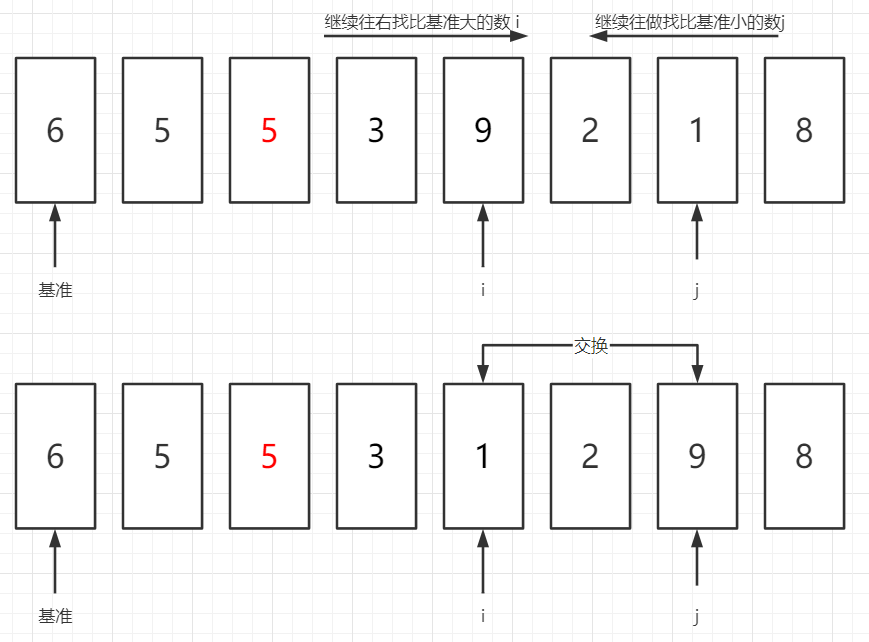 继续往右找比基准大的数 i
继续往做找比基准小的数j
6 5 5 3 9 2 1 8
基准 i j
交换
6 5 5 3 1 2 9 8
基准 i j